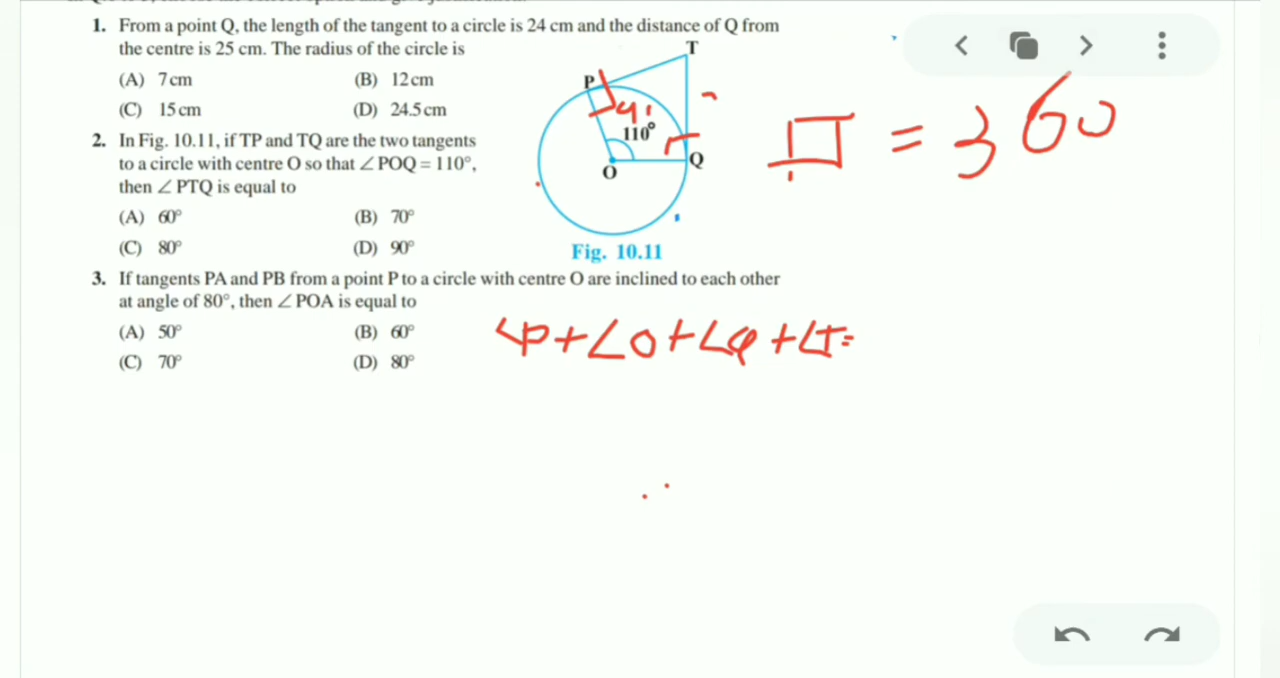 1. From a point Q, the length of the tangent to a circle is 24 cm and the distance of Q from
the centre is 25 cm. The radius of the circle is
(A) 7 cm (B) 12 cm
(C) 15 cm (D) 24.5 cm
2. In Fig. 10.11, if TP and TQ are the two tangents
to a circle with centre O so that ∠ POQ = 110°,
then ∠ PTQ is equal to
(A) 60° (B) 70°
(C) 80° (D) 90°
T
P
110°
O
Q
Fig. 10.11
= 360
3. If tangents PA and PB from a point P to a circle with centre O are inclined to each other
at angle of 80°, then ∠ POA is equal to
(A) 50° (B) 60°
(C) 70° (D) 80°
∠P+∠O+∠Q+∠T=